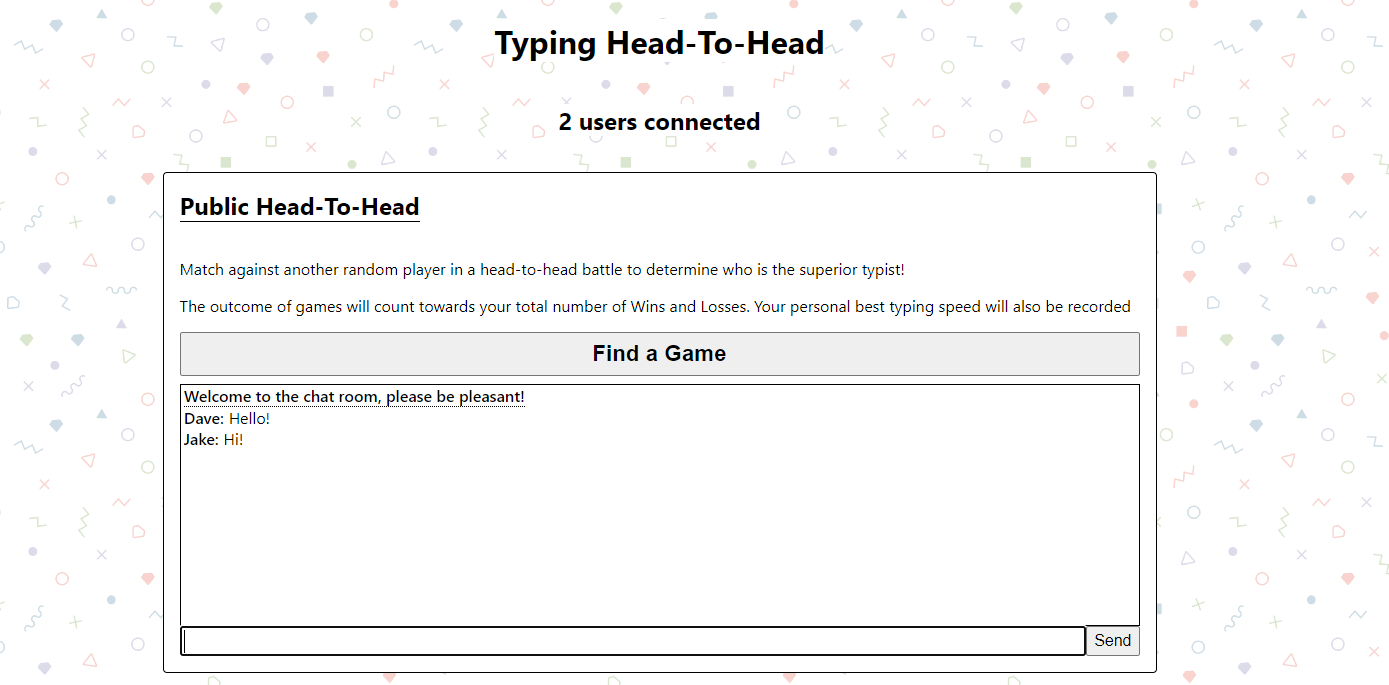 Typing Head-To-Head
2 users connected
Public Head-To-Head
Match against another random player in a head-to-head battle to determine who is the superior typist!
The outcome of games will count towards your total number of Wins and Losses. Your personal best typing speed will also be recorded
Find a Game
Welcome to the chat room, please be pleasant!
Dave: Hello!
Jake: Hi!
Send